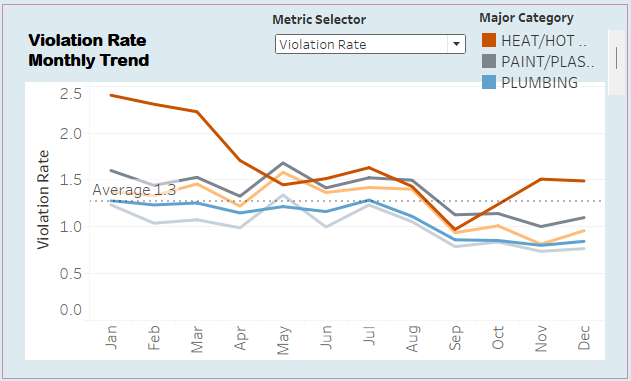 Metric Selector
Major Category
Violation Rate
Monthly Trend
Violation Rate
HEAT/HOT ..
PAINT/PLAS..
PLUMBING
2.5
2.0
1.5
Average 1.3
1.0
0.5
0.0
Violation Rate
Jan
Feb
Mar
Apr
May
Jun
Jul
Aug
Sep
Oct
Nov
Dec